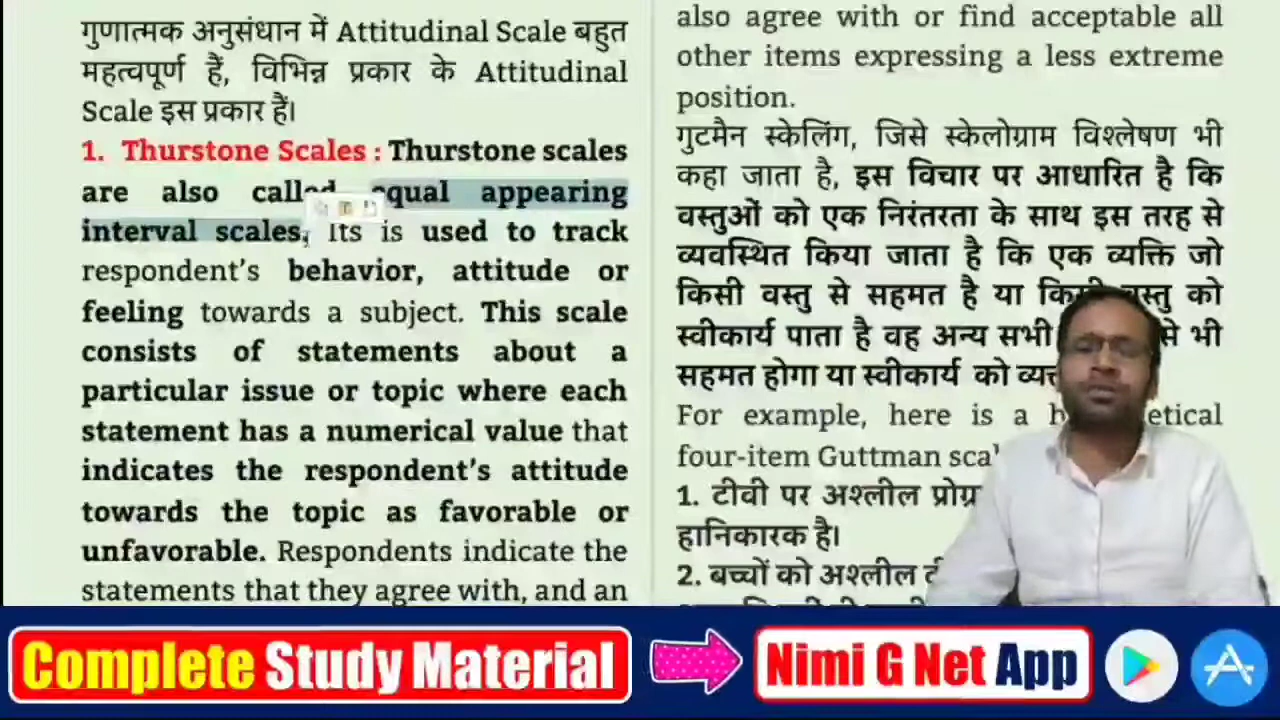 गुणात्मक अनुसंधान में Attitudinal Scale बहुत
महत्वपूर्ण हैं, विभिन्न प्रकार के Attitudinal
Scale इस प्रकार हैं।
1. Thurstone Scales : Thurstone scales
are also called equal appearing
interval scales, Its is used to track
respondent's behavior, attitude or
feeling towards a subject. This scale
consists of statements about a
particular issue or topic where each
statement has a numerical value that
indicates the respondent's attitude
towards the topic as favorable or
unfavorable. Respondents indicate the
statements that they agree with, and an
also agree with or find acceptable all
other items expressing a less extreme
position.
गुटमैन स्केलिंग, जिसे स्केलोग्राम विश्लेषण भी
कहा जाता है, इस विचार पर आधारित है कि
वस्तुओं को एक निरंतरता के साथ इस तरह से
व्यवस्थित किया जाता है कि एक व्यक्ति जो
किसी वस्तु से सहमत है या किसी वस्तु को
स्वीकार्य पाता है वह अन्य सभी से भी
सहमत होगा या स्वीकार्य को
For example, here is a
four-item Guttman
1. टीवी पर अश्लील
हानिकारक है।
2. बच्चों को अश्लील
Complete Study Material
Nimi G Net App